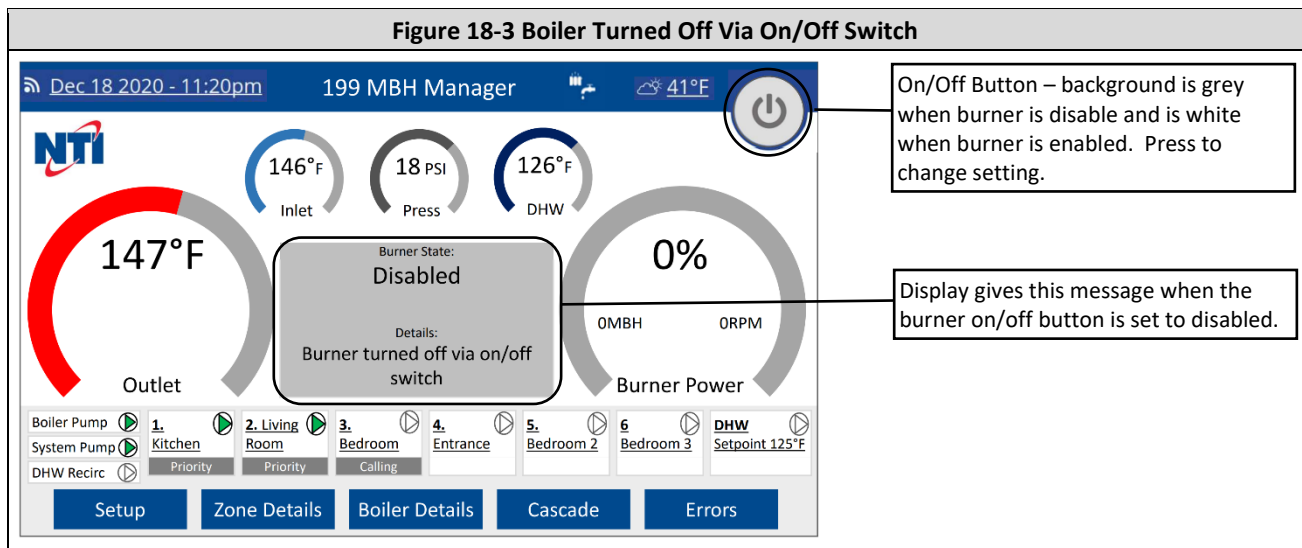 Figure 18-3 Boiler Turned Off Via On/Off Switch
Dec 18 2020 - 11:20pm
199 MBH Manager
41°F
On/Off Button – background is grey
when burner is disable and is white
when burner is enabled. Press to
change setting.
NTI
146°F
Inlet
18 PSI
Press
126°F
DHW
147°F
Outlet
Burner State:
Disabled
Details:
Burner turned off via on/off
switch
0%
0MBH
0RPM
Burner Power
Display gives this message when the
burner on/off button is set to disabled.
Boiler Pump
System Pump
DHW Recirc
1.
Kitchen
Priority
2. Living
Room
Priority
3.
Bedroom
Calling
4.
Entrance
5.
Bedroom 2
6
Bedroom 3
DHW
Setpoint 125°F
Setup
Zone Details
Boiler Details
Cascade
Errors